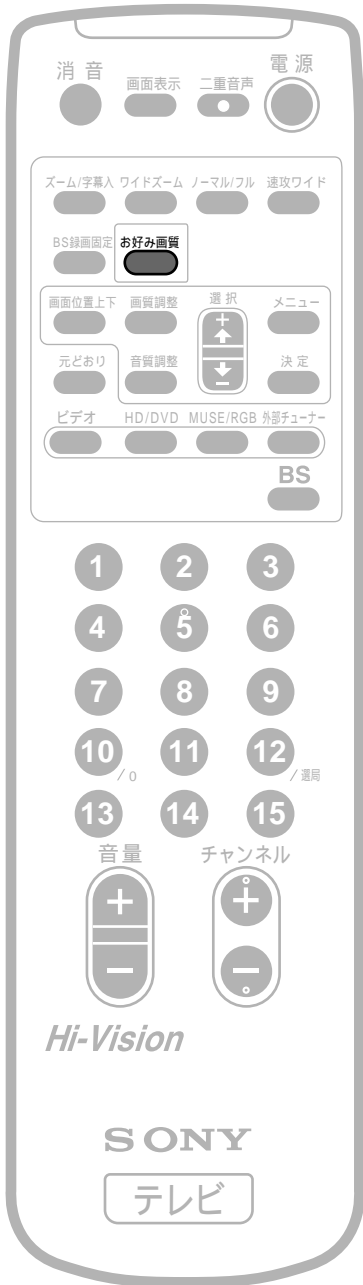 消音 画面表示 二重音声 電源
ズーム/字幕入 ワイドズーム ノーマル/フル 速攻ワイド
BS録画固定 お好み画質
画面位置上下 画質調整 選択 メニュー
+
元どおり 音質調整 決定
−
ビデオ HD/DVD MUSE/RGB 外部チューナー
BS
1 2 3
4 5 6
7 8 9
10/0 11 12/選局
13 14 15
音量 チャンネル
+ +
− −
Hi-Vision
SONY
テレビ